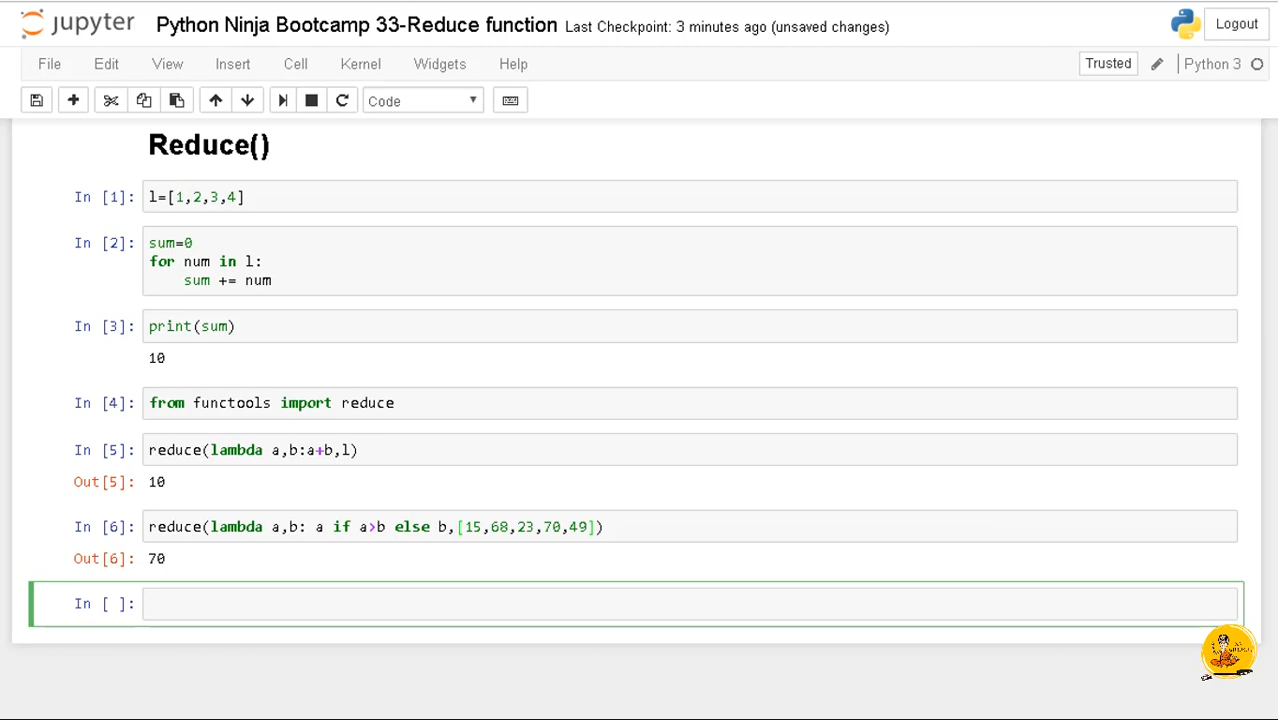 jupyter Python Ninja Bootcamp 33-Reduce function Last Checkpoint: 3 minutes ago (unsaved changes) Logout
File Edit View Insert Cell Kernel Widgets Help Trusted Python 3
Code
Reduce()
In [1]: l=[1,2,3,4]
In [2]: sum=0
for num in l:
    sum += num
In [3]: print(sum)
10
In [4]: from functools import reduce
In [5]: reduce(lambda a,b:a+b,l)
Out[5]: 10
In [6]: reduce(lambda a,b: a if a>b else b,[15,68,23,70,49])
Out[6]: 70
In [ ]: